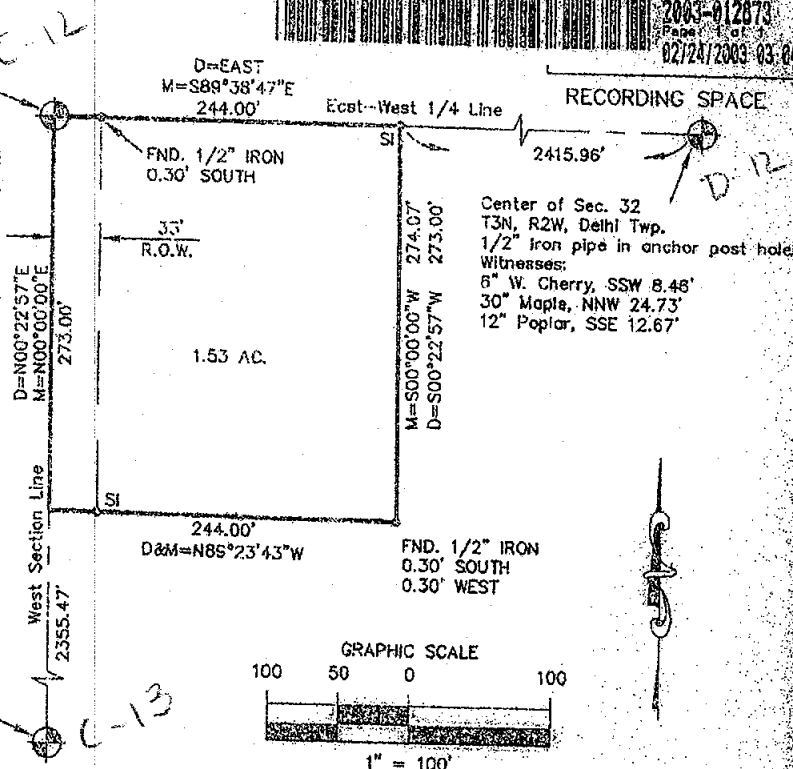 2003-012873
Page 1 of 1
02/24/2003 03:0
RECORDING SPACE
C-12
D=EAST
M=S89°38'47"E
244.00'
East--West 1/4 Line
SI
2415.96'
D-12
FND. 1/2" IRON
0.30' SOUTH
33'
R.O.W.
Center of Sec. 32
T3N, R2W, Delhi Twp.
1/2" iron pipe in anchor post hole
Witnesses:
6" W. Cherry, SSW 8.46'
30" Maple, NNW 24.73'
12" Poplar, SSE 12.67'
D=N00°22'57"E
M=N00°00'00"E
273.00'
1.53 AC.
M=S00°00'00"W 274.07'
D=S00°22'57"W 273.00'
SI
244.00'
D&M=N89°23'43"W
FND. 1/2" IRON
0.30' SOUTH
0.30' WEST
West Section Line
2355.47'
C-13
GRAPHIC SCALE
100 50 0 100
1" = 100'